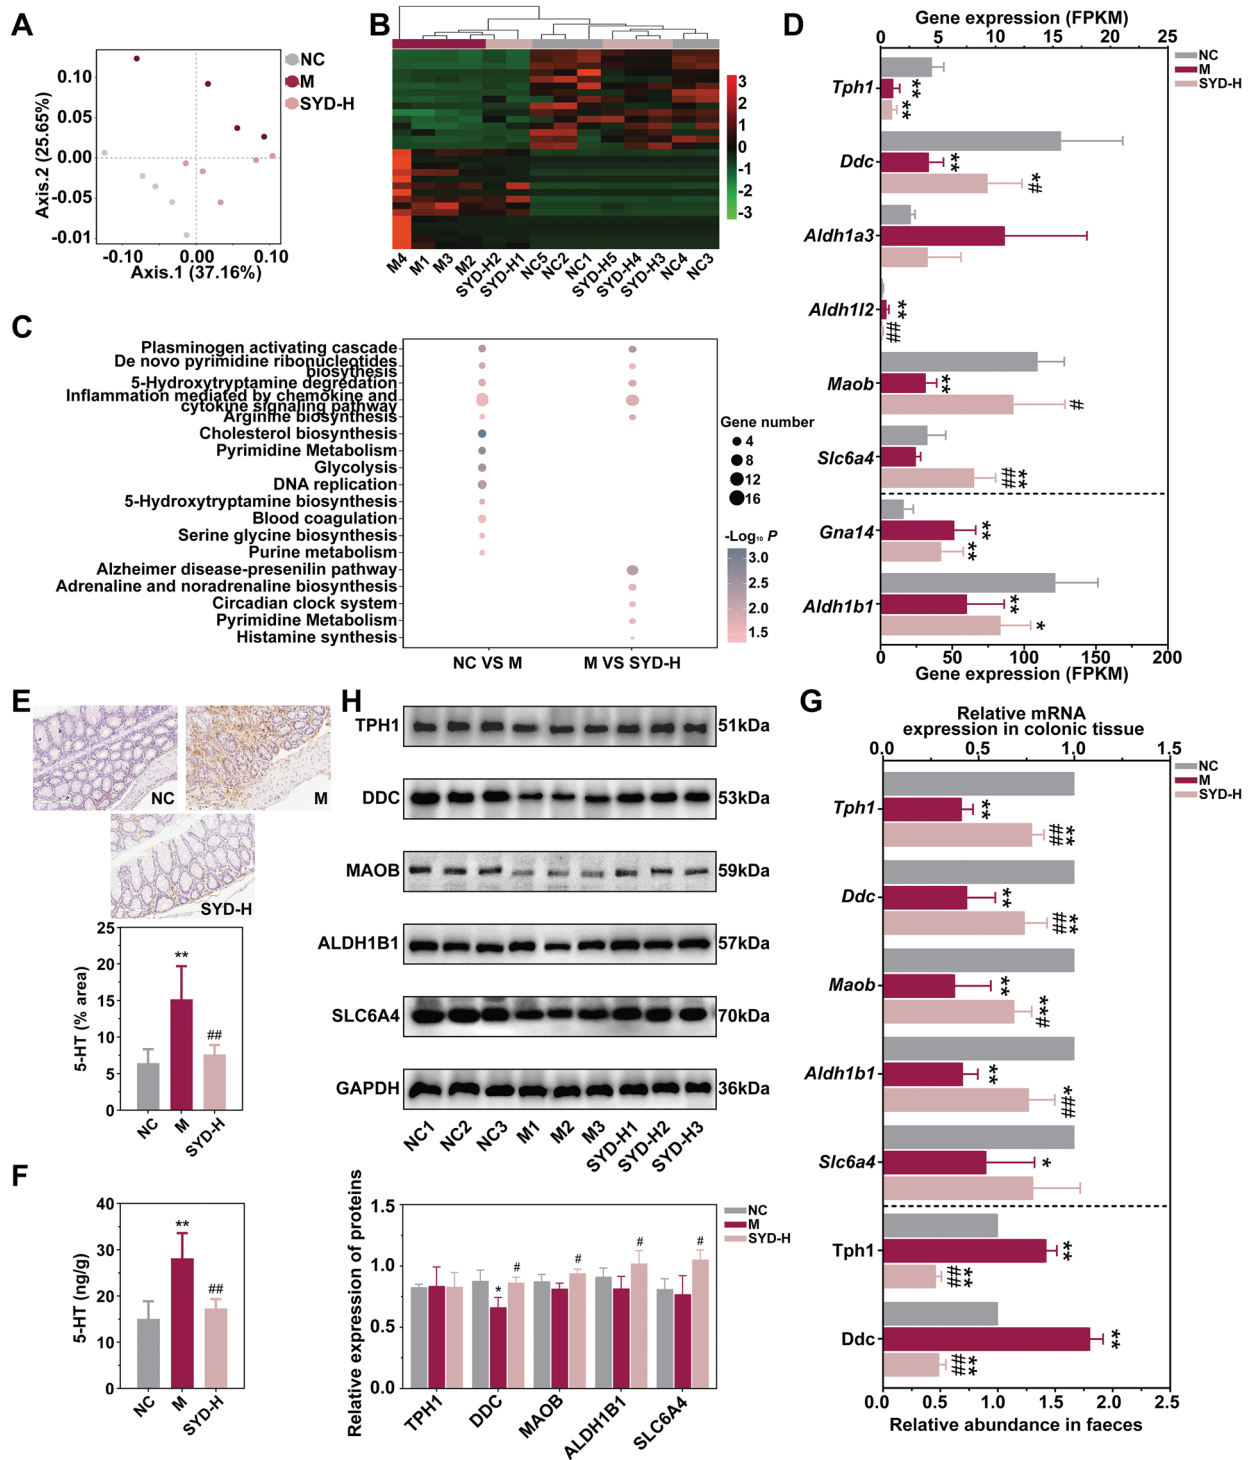 A
NC
M
SYD-H
0.10
0.05
0.00
-0.05
-0.01
Axis.2 (25.65%)
-0.10
0.00
0.10
Axis.1 (37.16%)
B
3
2
1
0
-1
-2
-3
M4
M1
M3
M2
SYD-H2
SYD-H1
NC5
NC2
NC1
SYD-H5
SYD-H4
SYD-H3
NC4
NC3
C
Plasminogen activating cascade
De novo pyrimidine ribonucleotides
biosythesis
5-Hydroxytryptamine degredation
Inflammation mediated by chemokine and
cytokine signaling pathway
Arginine biosynthesis
Cholesterol biosynthesis
Pyrimidine Metabolism
Glycolysis
DNA replication
5-Hydroxytryptamine biosynthesis
Blood coagulation
Serine glycine biosynthesis
Purine metabolism
Alzheimer disease-presenilin pathway
Adrenaline and noradrenaline biosynthesis
Circadian clock system
Pyrimidine Metabolism
Histamine synthesis
NC VS M
M VS SYD-H
Gene number
4
8
12
16
-Log₁₀ P
3.0
2.5
2.0
1.5
D
Gene expression (FPKM)
0 5 10 15 20 25
NC
M
SYD-H
Tph1
**
**
Ddc
**
#*
Aldh1a3
Aldh1l2
**
##
Maob
**
#
Slc6a4
##**
Gna14
**
**
Aldh1b1
**
*
0 50 100 150 200
Gene expression (FPKM)
E
NC
M
SYD-H
25
20
15
10
5
0
5-HT (% area)
**
##
NC
M
SYD-H
F
40
30
20
10
0
5-HT (ng/g)
**
##
NC
M
SYD-H
H
TPH1
51kDa
DDC
53kDa
MAOB
59kDa
ALDH1B1
57kDa
SLC6A4
70kDa
GAPDH
36kDa
NC1
NC2
NC3
M1
M2
M3
SYD-H1
SYD-H2
SYD-H3
1.5
1.0
0.5
0.0
Relative expression of proteins
NC
M
SYD-H
*
#
#
#
#
TPH1
DDC
MAOB
ALDH1B1
SLC6A4
G
Relative mRNA
expression in colonic tissue
0.0 0.5 1.0 1.5
NC
M
SYD-H
Tph1
**
##**
Ddc
**
##**
Maob
**
#**
Aldh1b1
**
##*
Slc6a4
*
Tph1
**
##**
Ddc
**
##**
0.0 0.5 1.0 1.5 2.0 2.5
Relative abundance in faeces